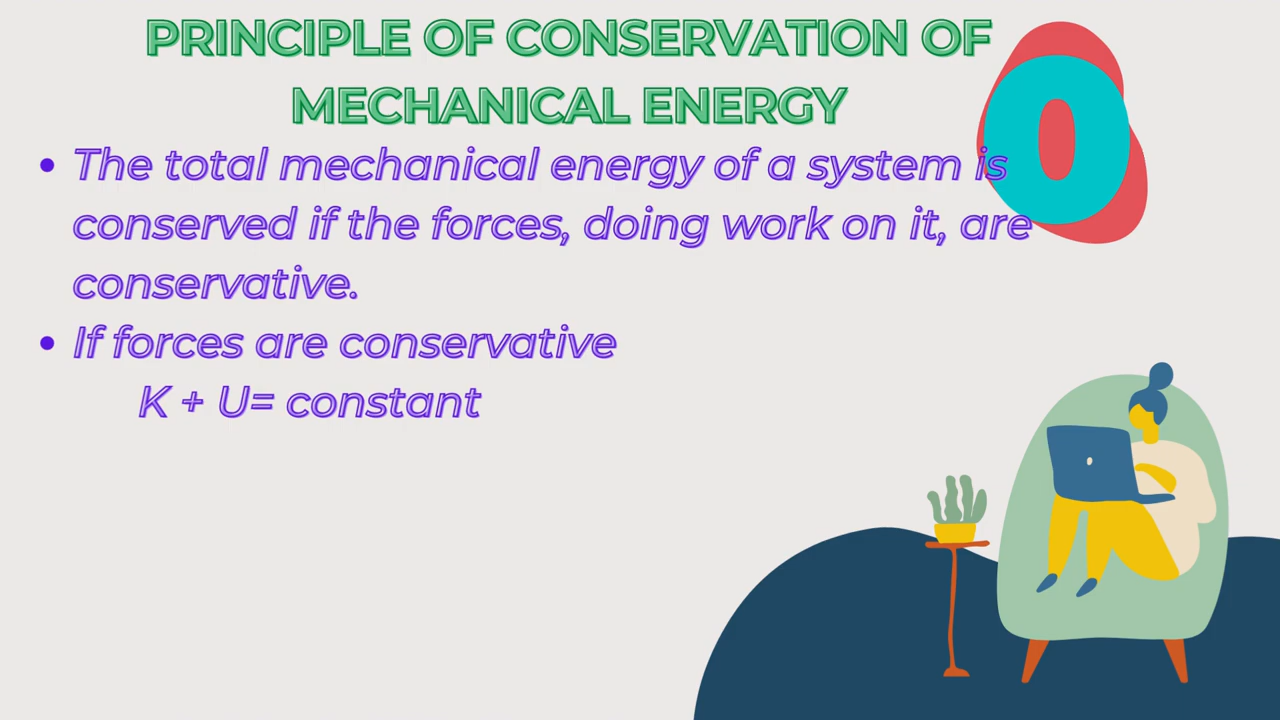 PRINCIPLE OF CONSERVATION OF
MECHANICAL ENERGY
0
• The total mechanical energy of a system is
conserved if the forces, doing work on it, are
conservative.
• If forces are conservative
K + U= constant